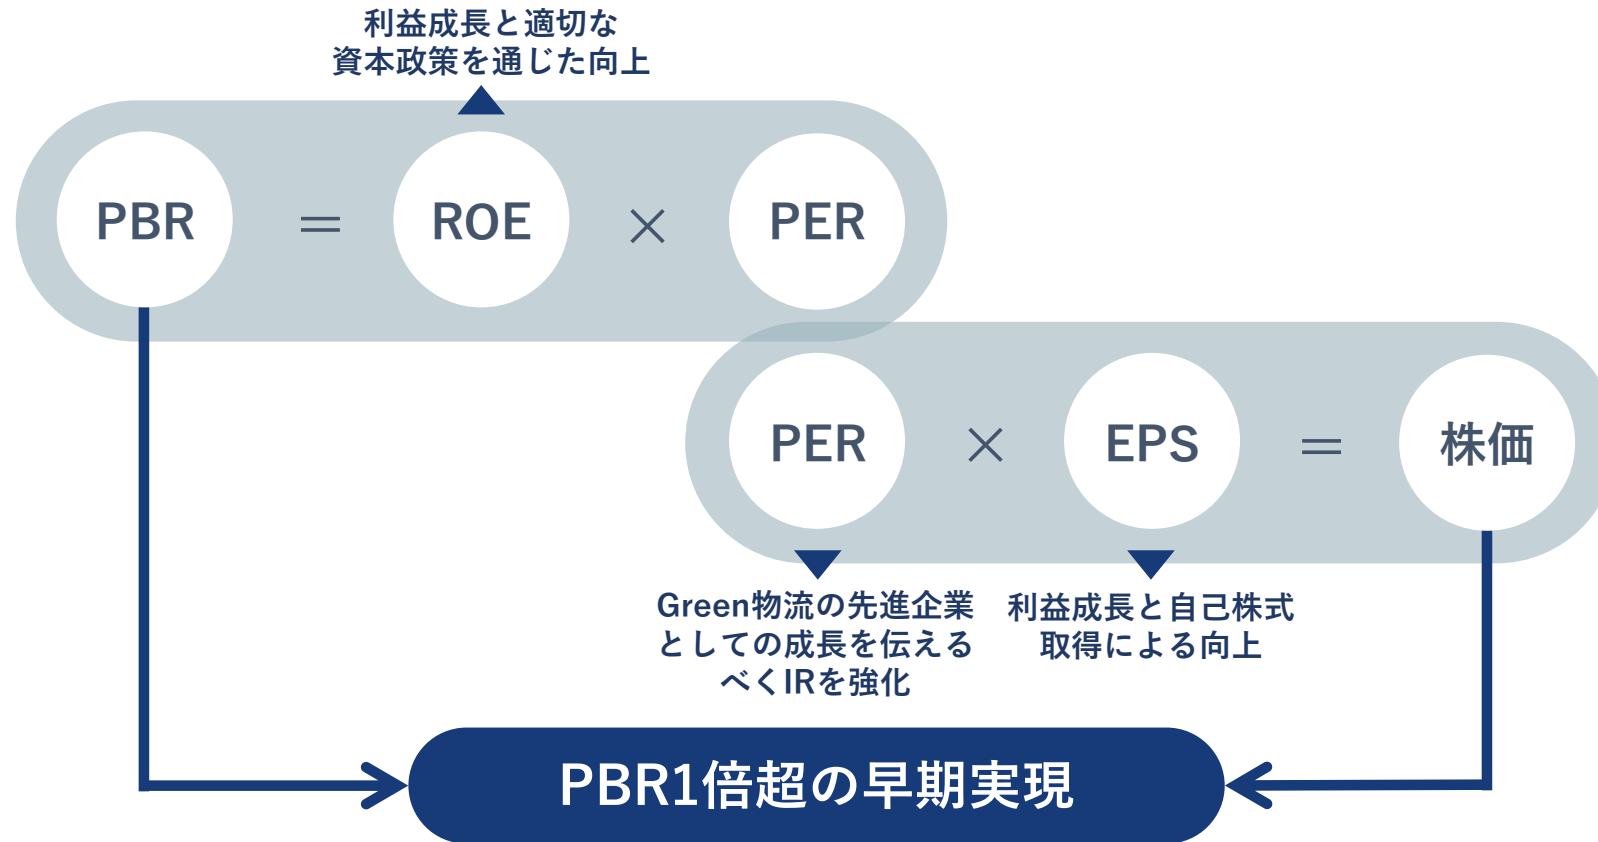 利益成長と適切な
資本政策を通じた向上
PBR = ROE × PER
PER × EPS = 株価
Green物流の先進企業
としての成長を伝える
べくIRを強化
利益成長と自己株式
取得による向上
PBR1倍超の早期実現